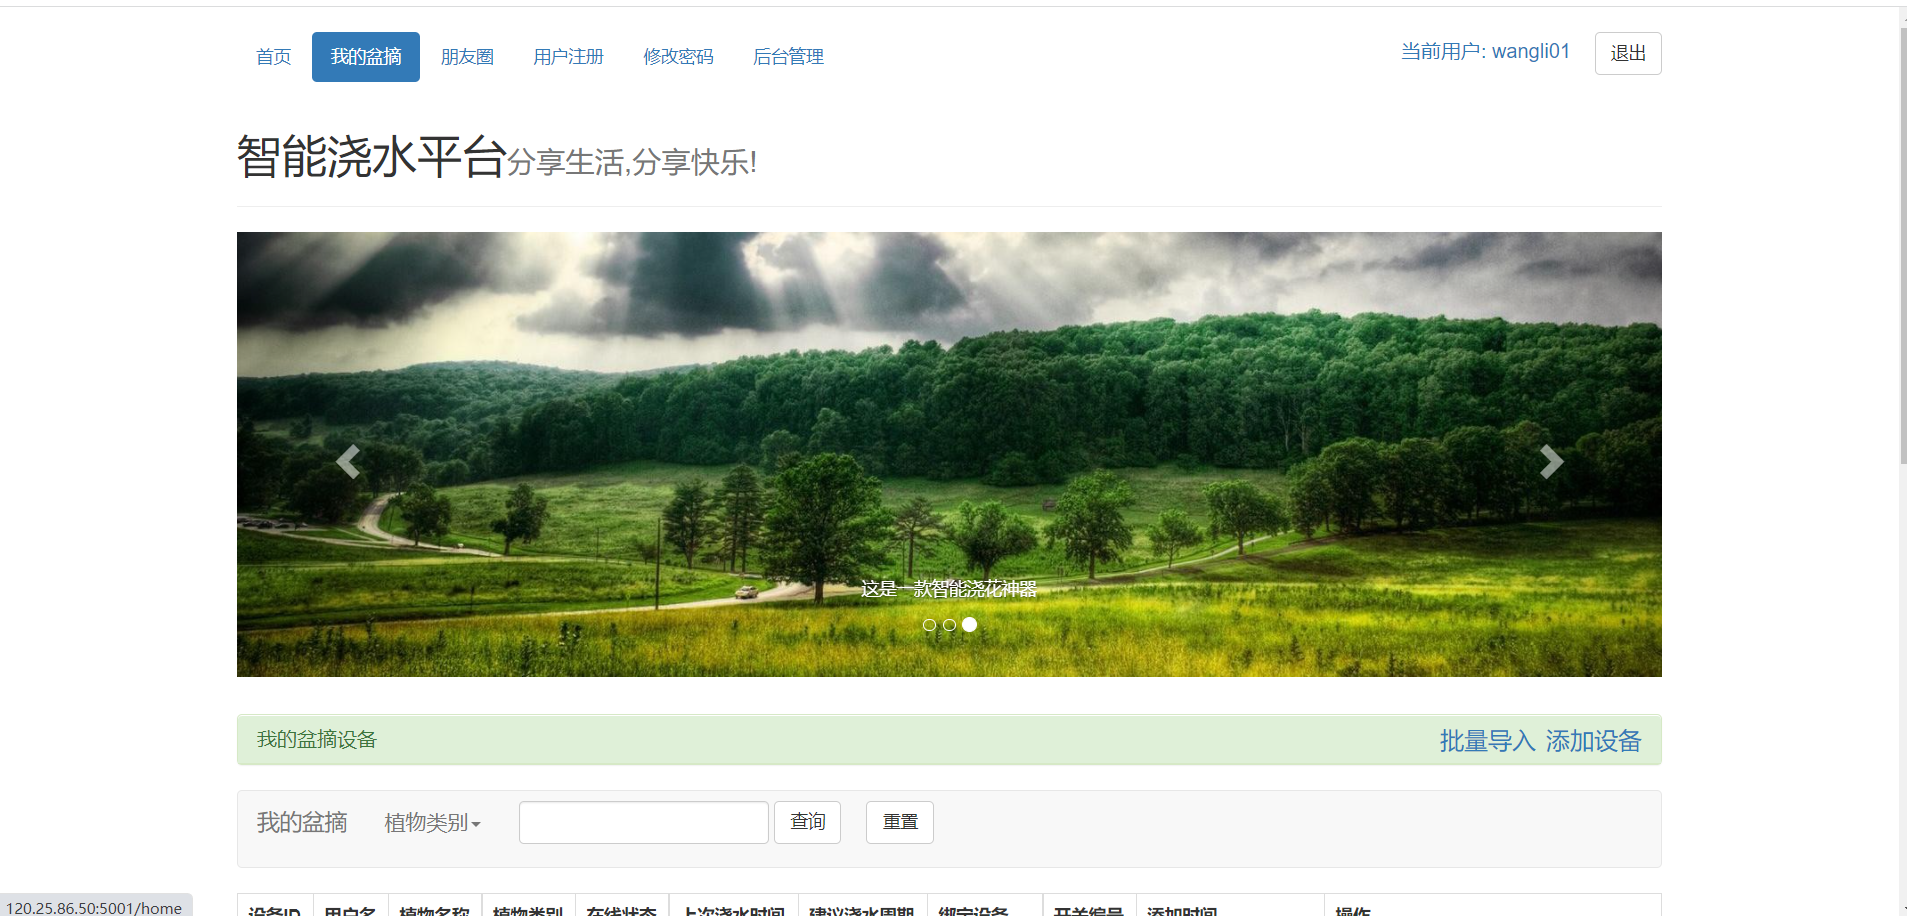 首页 我的盆摘 朋友圈 用户注册 修改密码 后台管理 当前用户: wangli01 退出
智能浇水平台分享生活,分享快乐!
这是一款智能浇花神器
我的盆摘设备 批量导入 添加设备
我的盆摘 植物类别 查询 重置
设备ID 用户名 植物名称 植物类别 在线状态 上次浇水时间 建议浇水周期 绑定设备 开关编号 添加时间 操作
120.25.86.50:5001/home